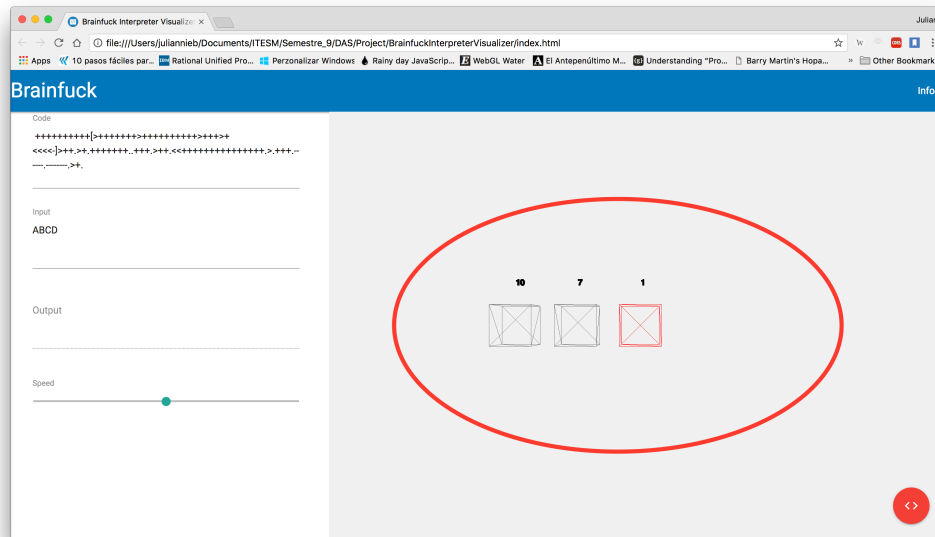 Brainfuck Interpreter Visualize
Julian
file:///Users/juliannieb/Documents/ITESM/Semestre_9/DAS/Project/BrainfuckInterpreterVisualizer/index.html
Apps 10 pasos fáciles par... Rational Unified Pro... Perzonalizar Windows Rainy day JavaScrip... WebGL Water El Antepenúltimo M... Understanding "Pro... Barry Martin's Hopa... » Other Bookmark
Brainfuck
Info
Code
++++++++++[>+++++++>++++++++++>+++>+
<<<<-]>++.>+.+++++++..+++.>++.<<+++++++++++++++.>.+++.--
----.--------.>+.
Input
ABCD
Output
Speed
10 7 1